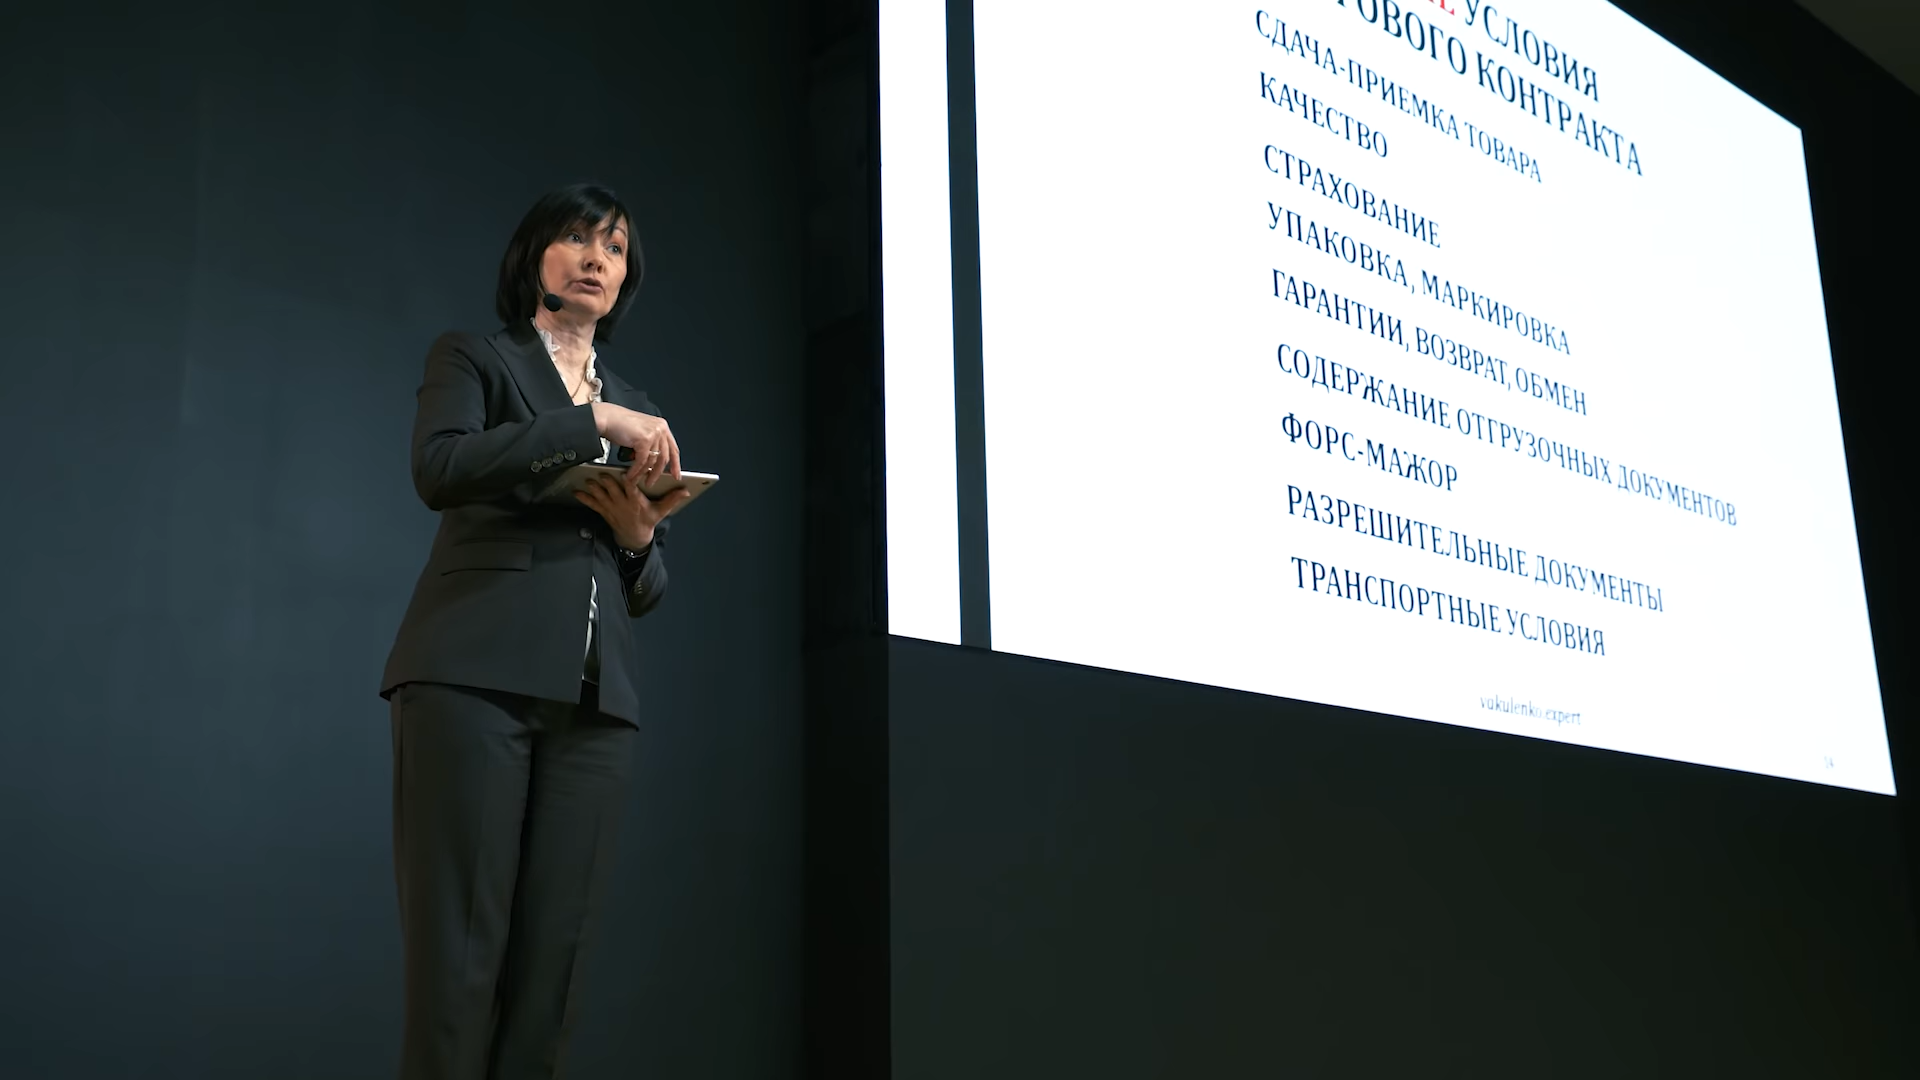 УСЛОВИЯ
КОНТРАКТА
СДАЧА-ПРИЕМКА ТОВАРА
КАЧЕСТВО
СТРАХОВАНИЕ
УПАКОВКА, МАРКИРОВКА
ГАРАНТИИ, ВОЗВРАТ, ОБМЕН
СОДЕРЖАНИЕ ОТГРУЗОЧНЫХ ДОКУМЕНТОВ
ФОРС-МАЖОР
РАЗРЕШИТЕЛЬНЫЕ ДОКУМЕНТЫ
ТРАНСПОРТНЫЕ УСЛОВИЯ
vakulenko.expert